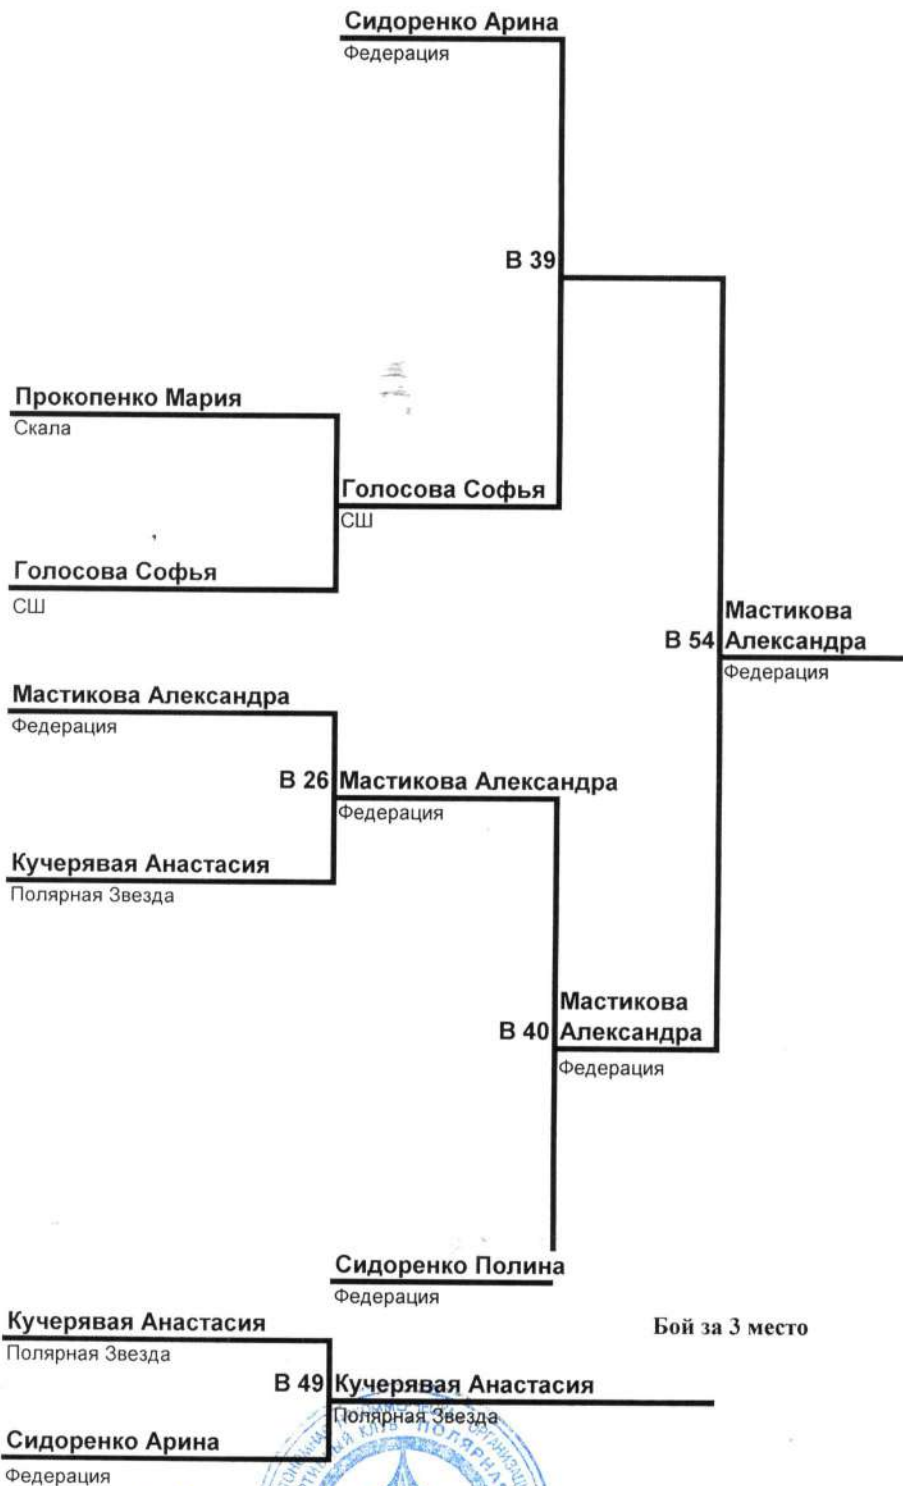 Сидоренко Арина
Федерация
B 39
Прокопенко Мария
Скала
Голосова Софья
СШ
Голосова Софья
СШ
Мастикова
B 54 Александра
Федерация
Мастикова Александра
Федерация
B 26 Мастикова Александра
Федерация
Кучерявая Анастасия
Полярная Звезда
Мастикова
B 40 Александра
Федерация
Сидоренко Полина
Федерация
Кучерявая Анастасия
Бой за 3 место
Полярная Звезда
B 49 Кучерявая Анастасия
Полярная Звезда
Сидоренко Арина
Федерация